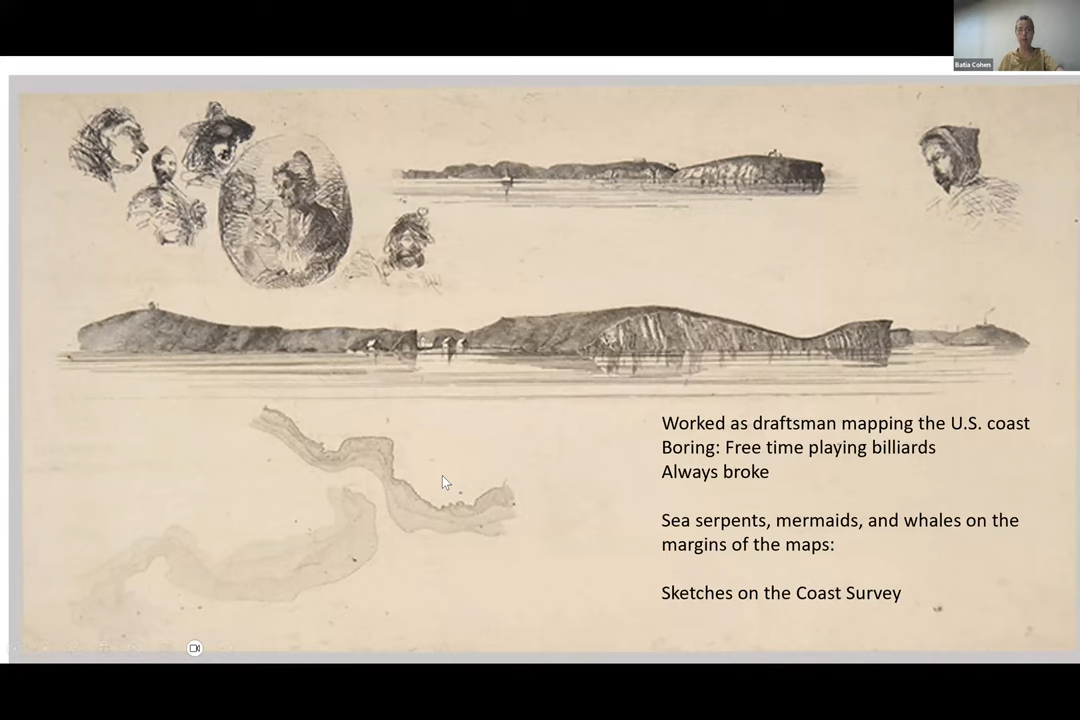 Batia Cohen
Worked as draftsman mapping the U.S. coast
Boring: Free time playing billiards
Always broke
Sea serpents, mermaids, and whales on the
margins of the maps:
Sketches on the Coast Survey